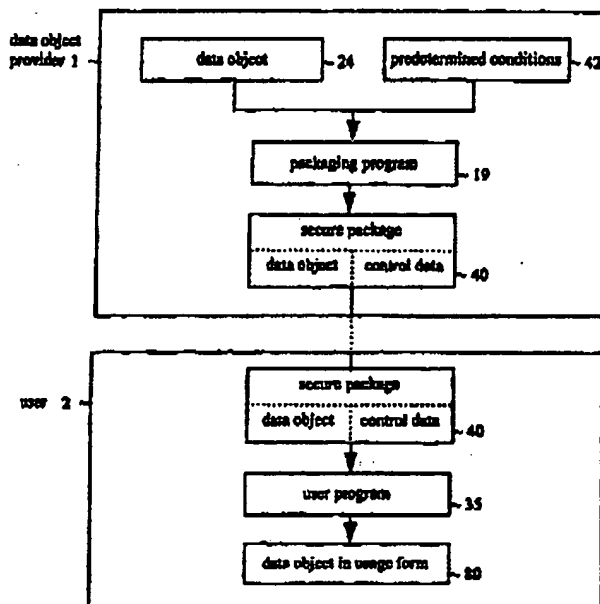 data object
provider 1
data object
24
predetermined conditions
42
packaging program
19
secure package
data object
control data
40
user 2
secure package
data object
control data
40
user program
35
data object in usage form
80